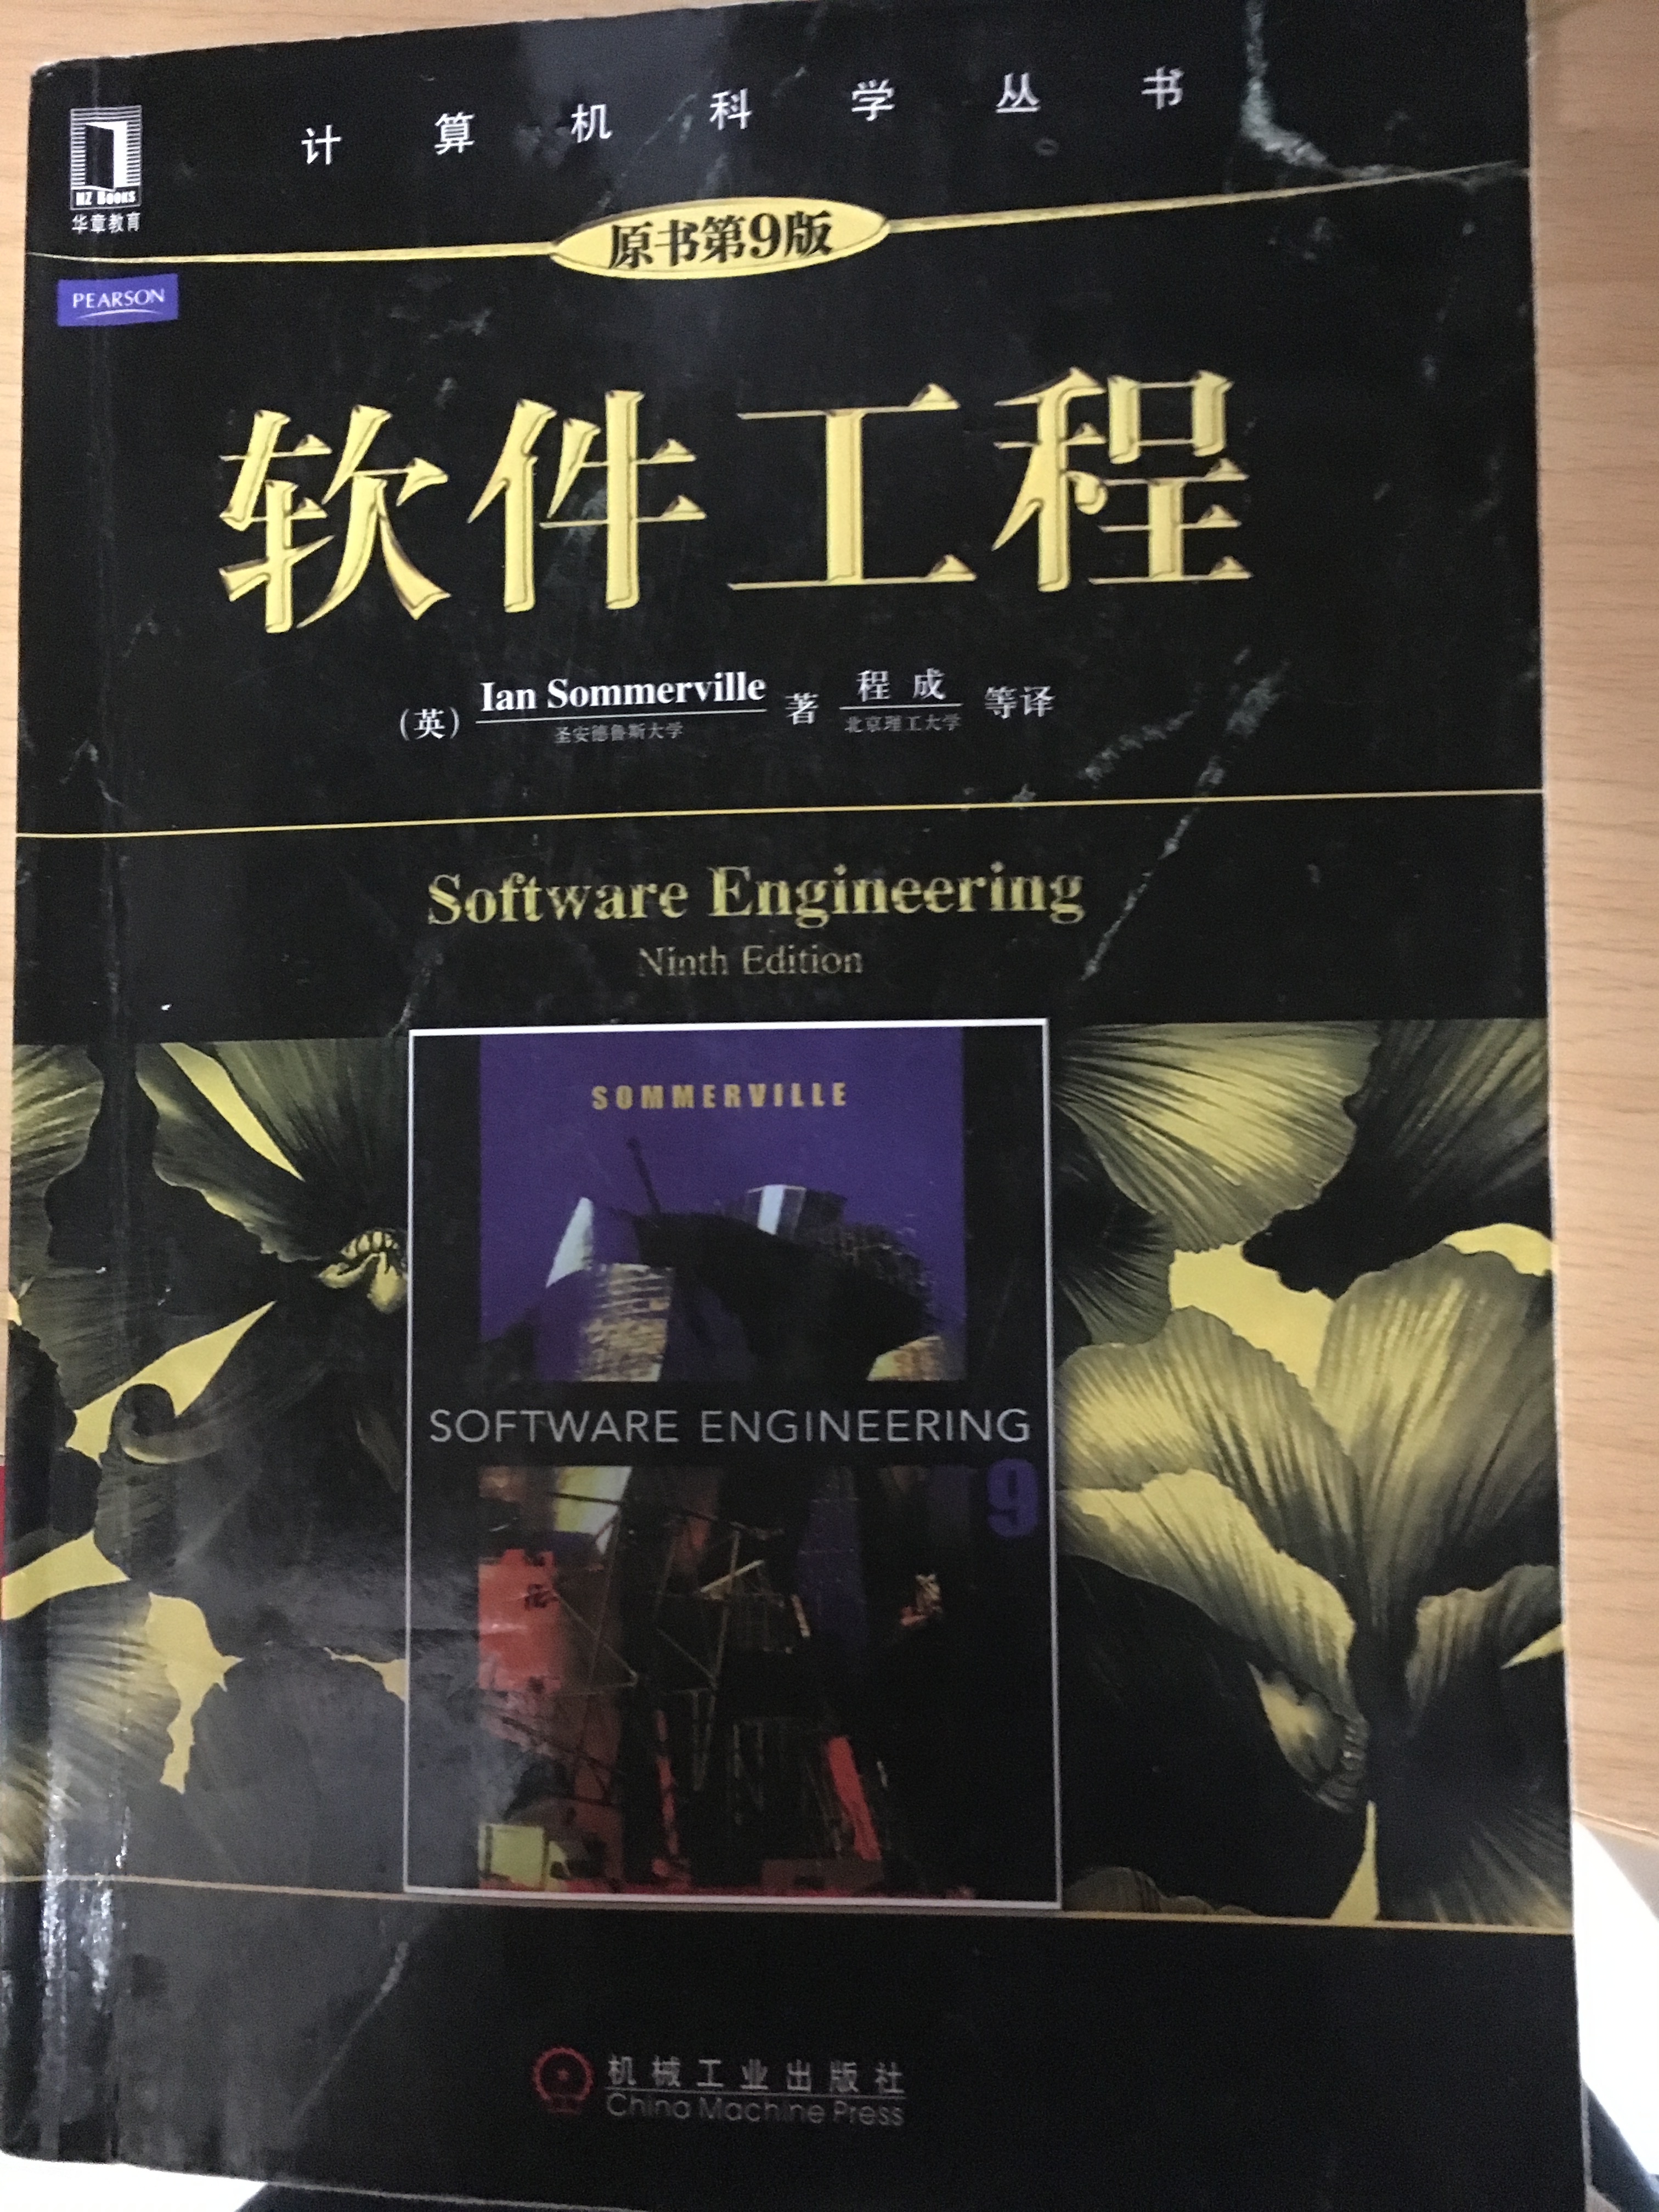 计算机科学丛书
HZ Books
华章教育
原书第9版
PEARSON
软件工程
(英) Ian Sommerville 著 程成 等译
圣安德鲁斯大学 北京理工大学
Software Engineering
Ninth Edition
SOMMERVILLE
SOFTWARE ENGINEERING
9
机械工业出版社
China Machine Press